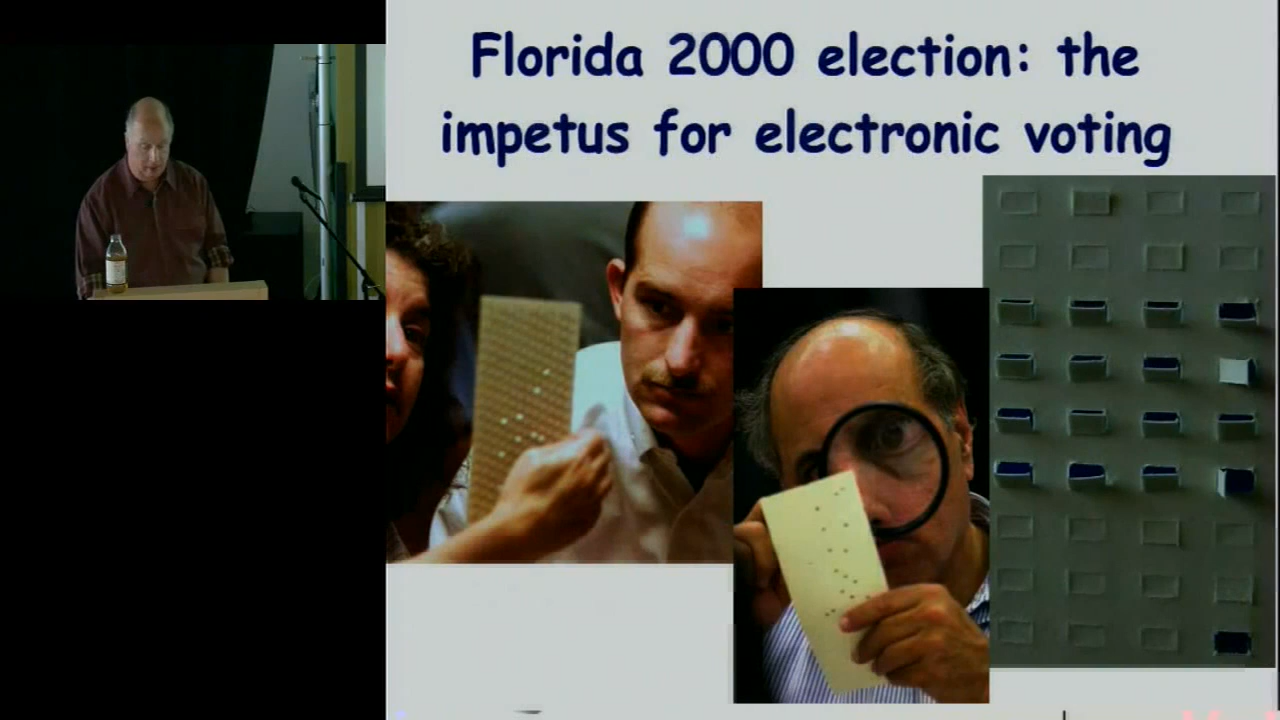 Florida 2000 election: the
impetus for electronic voting